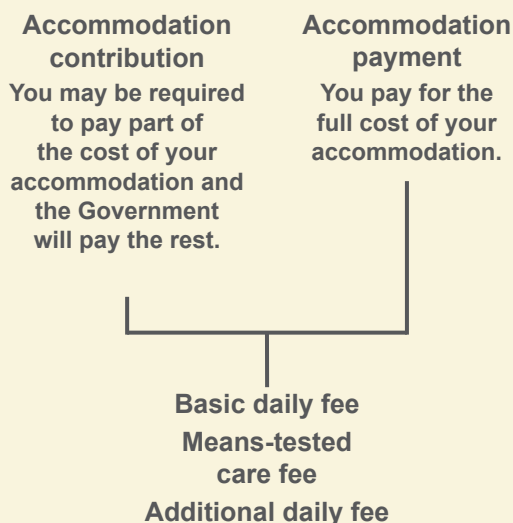 Accommodation
contribution
You may be required
to pay part of
the cost of your
accommodation and
the Government
will pay the rest.
Accommodation
payment
You pay for the
full cost of your
accommodation.
Basic daily fee
Means-tested
care fee
Additional daily fee